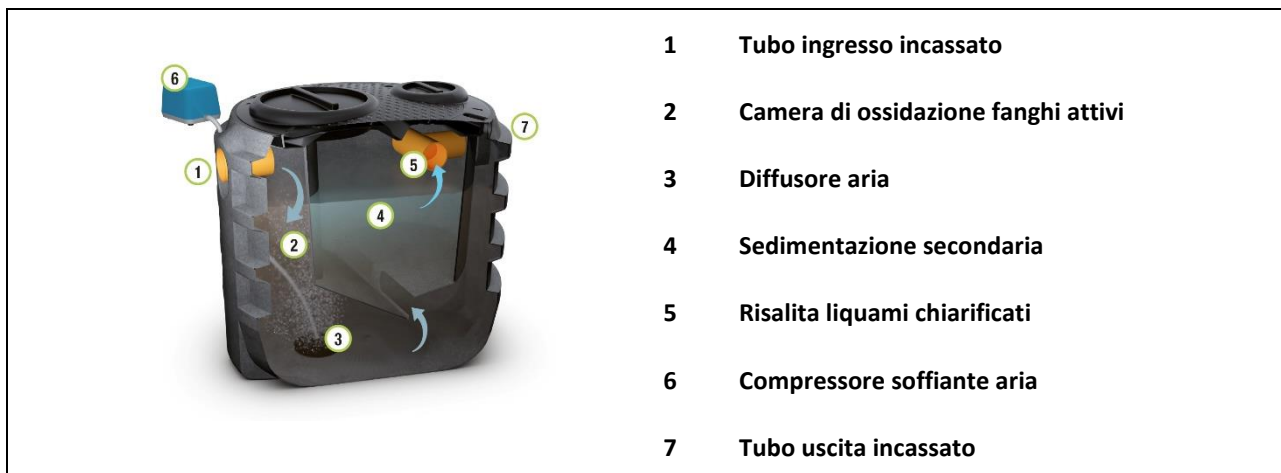 6
7
1
5
4
2
3
1 Tubo ingresso incassato
2 Camera di ossidazione fanghi attivi
3 Diffusore aria
4 Sedimentazione secondaria
5 Risalita liquami chiarificati
6 Compressore soffiante aria
7 Tubo uscita incassato